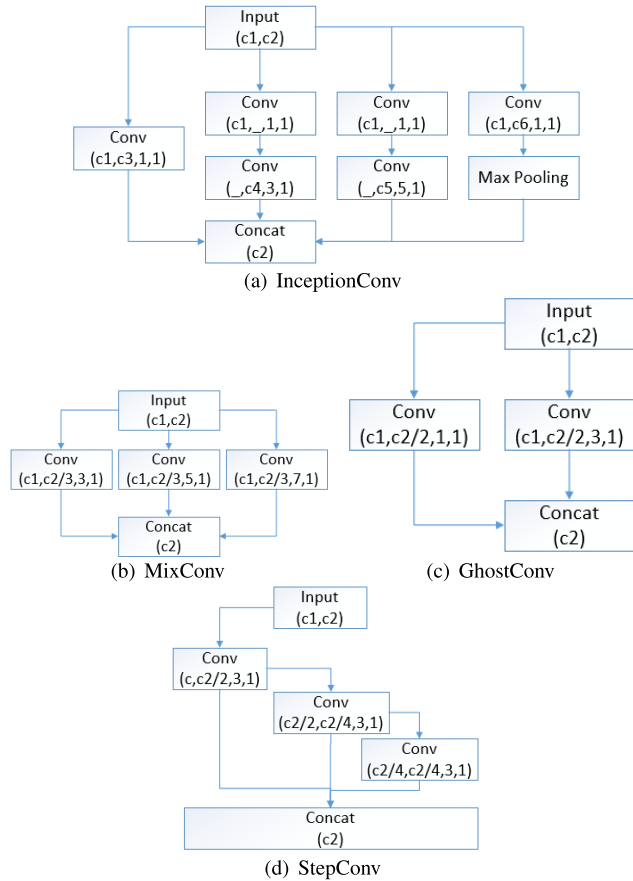 Input
(c1,c2)
Conv
(c1,c3,1,1)
Conv
(c1,_,1,1)
Conv
(_,c4,3,1)
Conv
(c1,_,1,1)
Conv
(_,c5,5,1)
Conv
(c1,c6,1,1)
Max Pooling
Concat
(c2)
(a) InceptionConv
Input
(c1,c2)
Conv
(c1,c2/3,3,1)
Conv
(c1,c2/3,5,1)
Conv
(c1,c2/3,7,1)
Concat
(c2)
(b) MixConv
Input
(c1,c2)
Conv
(c1,c2/2,1,1)
Conv
(c1,c2/2,3,1)
Concat
(c2)
(c) GhostConv
Input
(c1,c2)
Conv
(c,c2/2,3,1)
Conv
(c2/2,c2/4,3,1)
Conv
(c2/4,c2/4,3,1)
Concat
(c2)
(d) StepConv